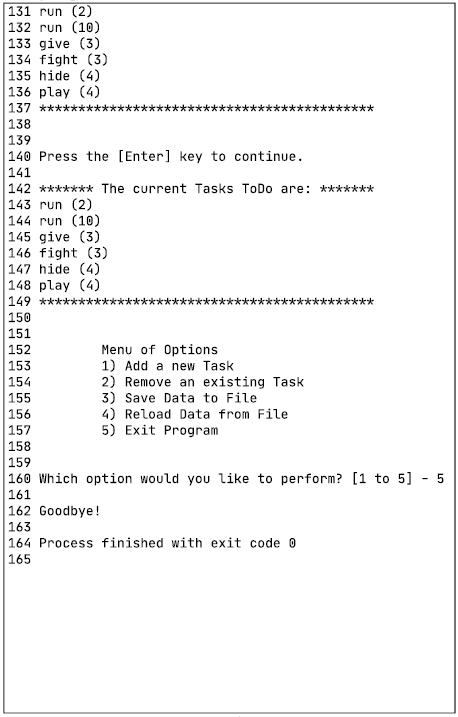 131 run (2)
132 run (10)
133 give (3)
134 fight (3)
135 hide (4)
136 play (4)
137 *******************************************
138
139
140 Press the [Enter] key to continue.
141
142 ******* The current Tasks ToDo are: *******
143 run (2)
144 run (10)
145 give (3)
146 fight (3)
147 hide (4)
148 play (4)
149 *******************************************
150
151
152         Menu of Options
153         1) Add a new Task
154         2) Remove an existing Task
155         3) Save Data to File
156         4) Reload Data from File
157         5) Exit Program
158
159
160 Which option would you like to perform? [1 to 5] - 5
161
162 Goodbye!
163
164 Process finished with exit code 0
165